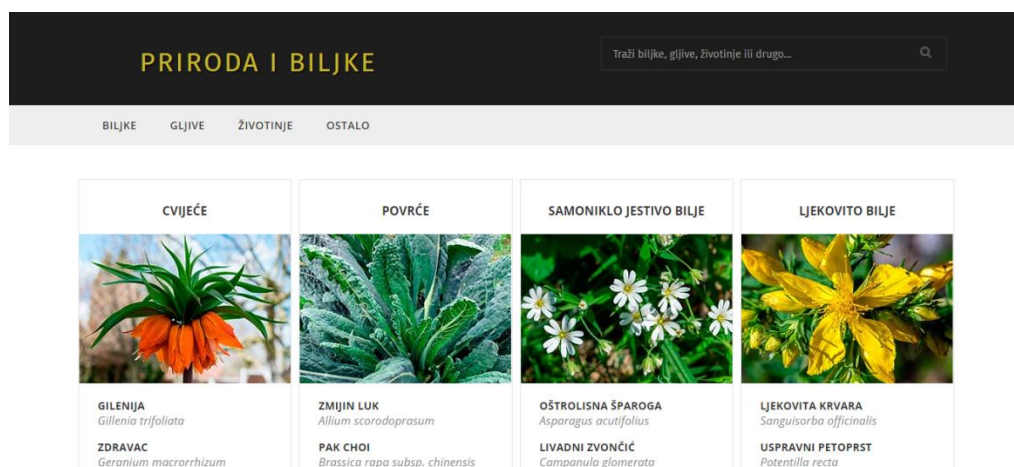 PRIRODA I BILJKE
Traži biljke, gljive, životinje ili drugo...
BILJKE GLJIVE ŽIVOTINJE OSTALO
CVIJEĆE
GILENIJA
Gillenia trifoliata
ZDRAVAC
Geranium macrorrhizum
POVRĆE
ZMIJIN LUK
Allium scorodoprasum
PAK CHOI
Brassica rapa subsp. chinensis
SAMONIKLO JESTIVO BILJE
OŠTROLISNA ŠPAROGA
Asparagus acutifolius
LIVADNI ZVONČIĆ
Campanula glomerata
LJEKOVITO BILJE
LJEKOVITA KRVARA
Sanguisorba officinalis
USPRAVNI PETOPRST
Potentilla recta